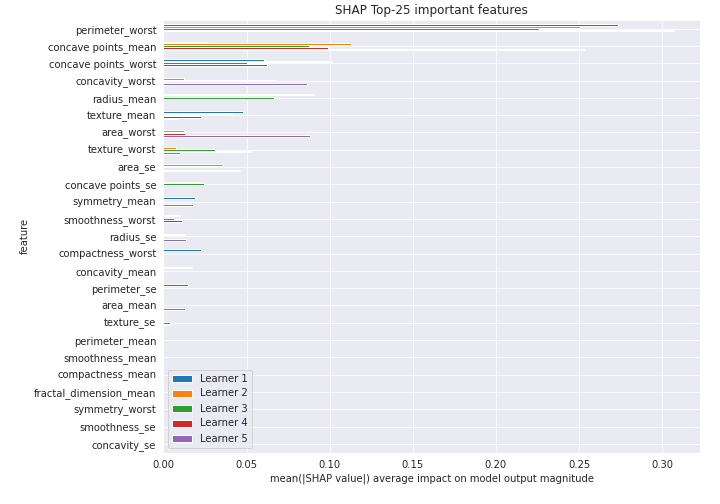 SHAP Top-25 important features
perimeter_worst
concave points_mean
concave points_worst
concavity_worst
radius_mean
texture_mean
area_worst
texture_worst
area_se
concave points_se
symmetry_mean
smoothness_worst
radius_se
compactness_worst
concavity_mean
perimeter_se
area_mean
texture_se
perimeter_mean
smoothness_mean
compactness_mean
fractal_dimension_mean
symmetry_worst
smoothness_se
concavity_se
feature
Learner 1
Learner 2
Learner 3
Learner 4
Learner 5
0.00 0.05 0.10 0.15 0.20 0.25 0.30
mean(|SHAP value|) average impact on model output magnitude